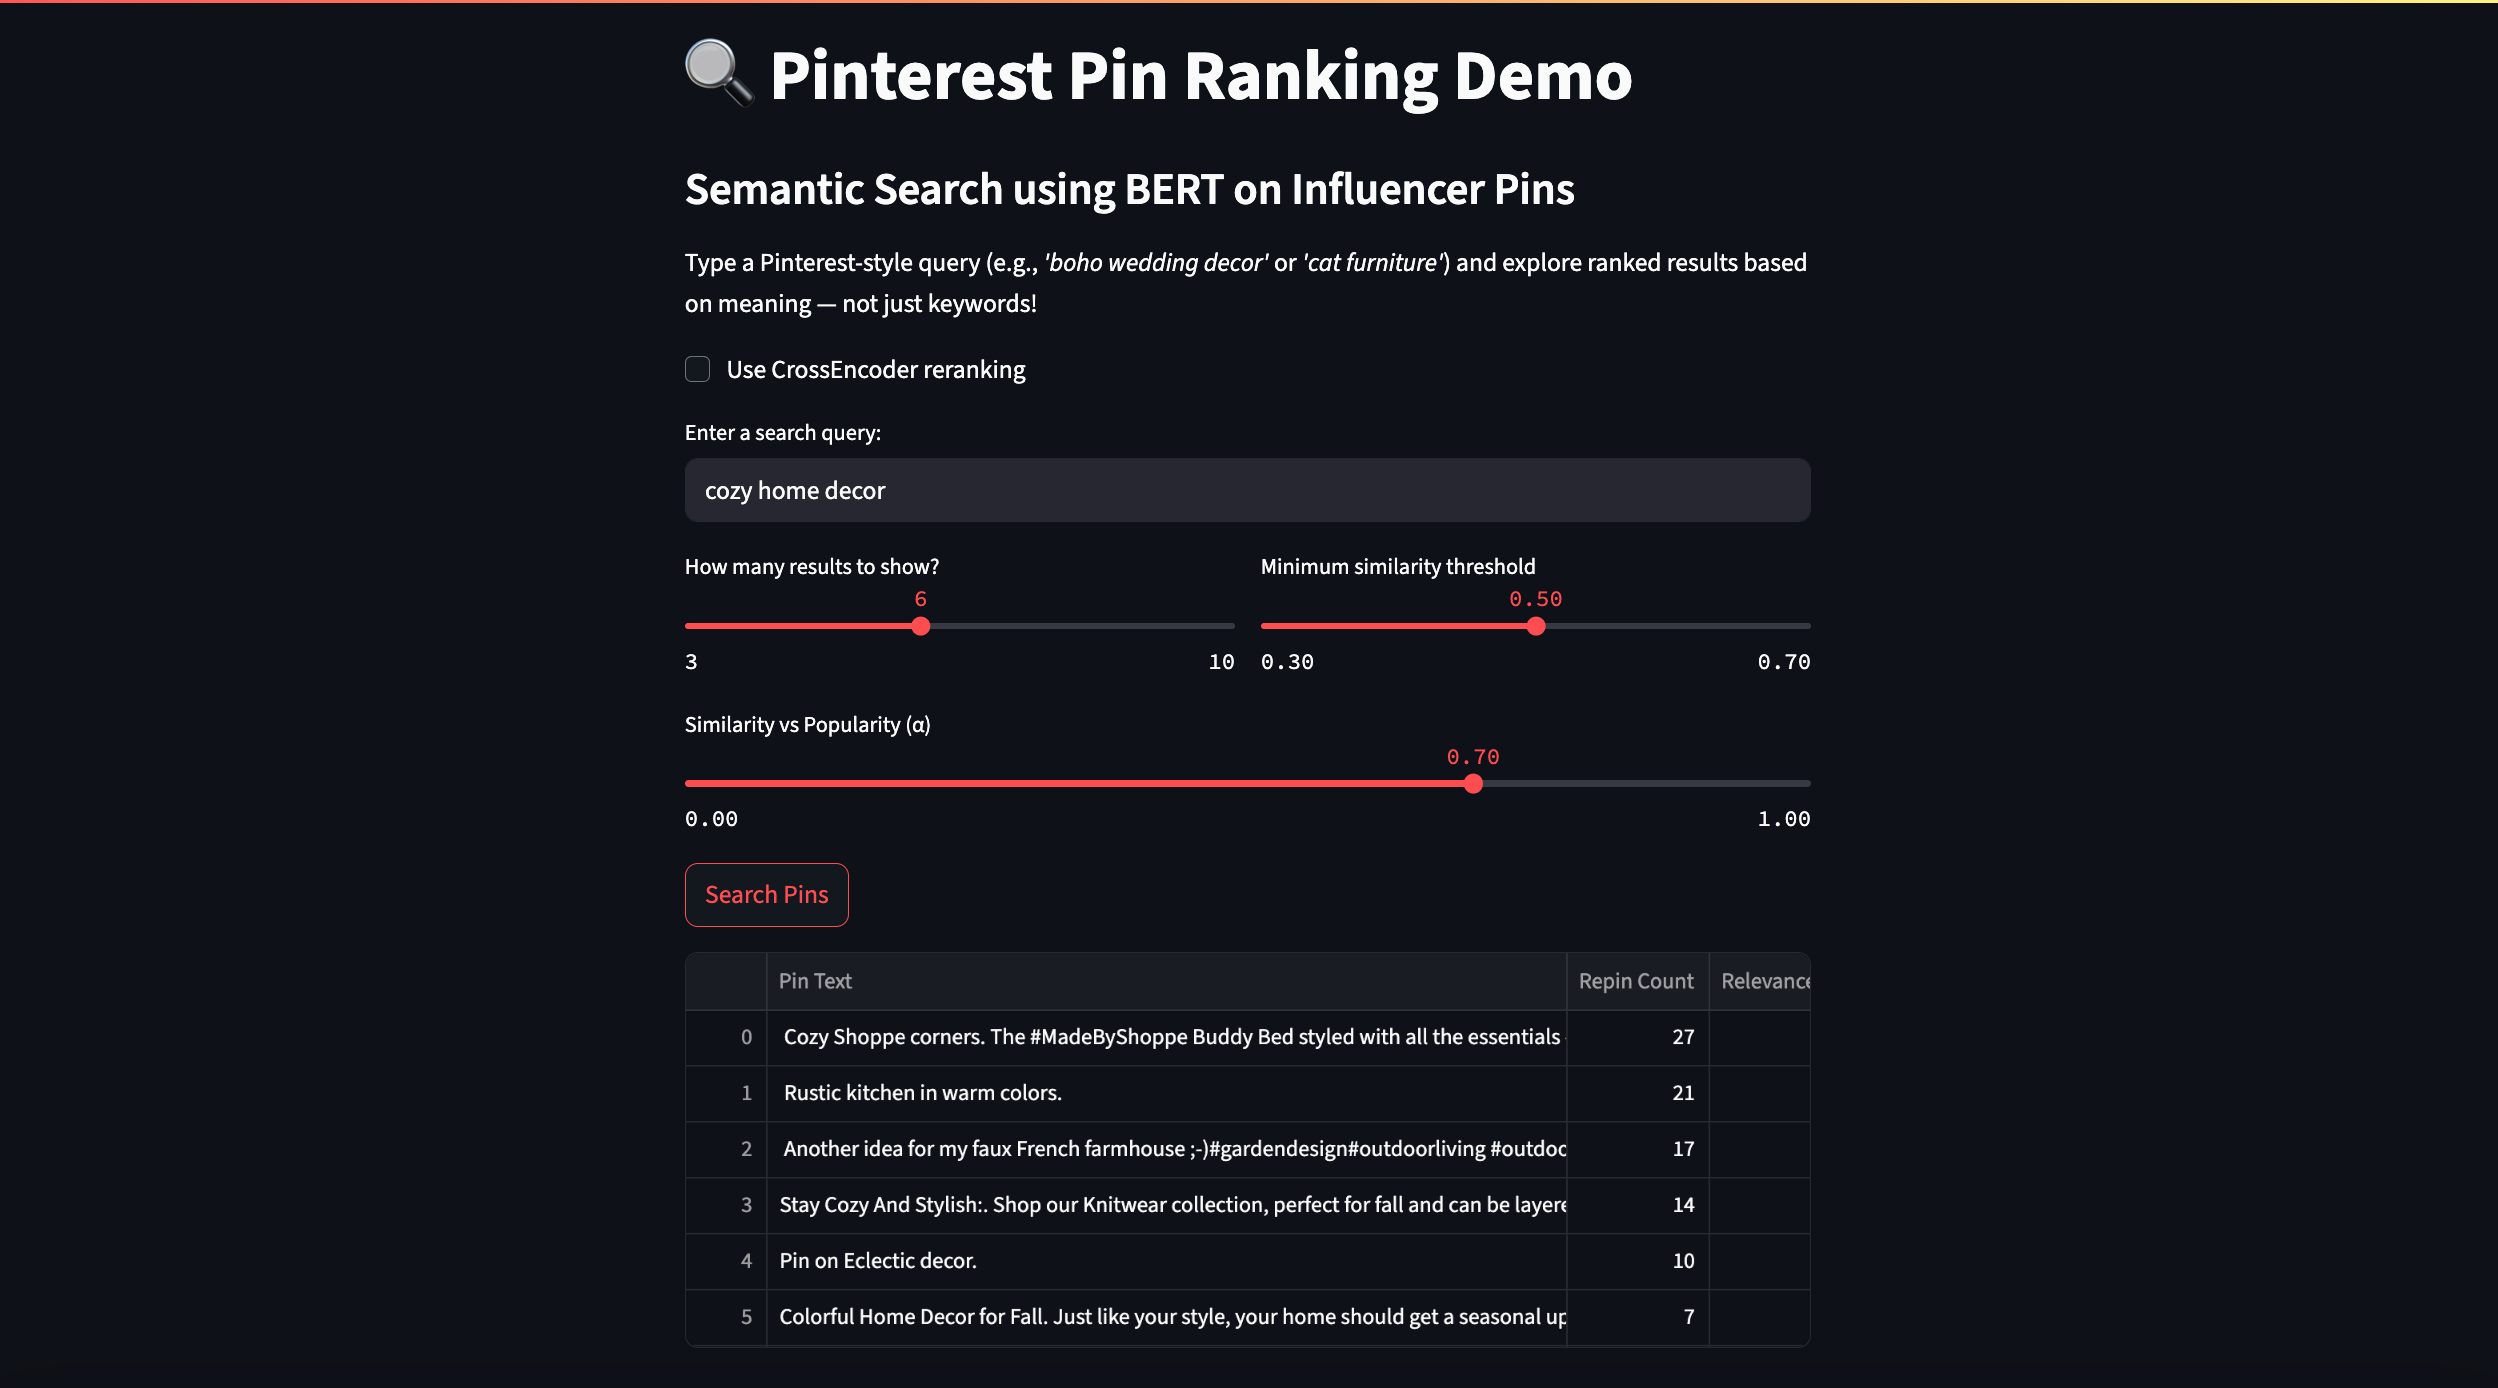 Pinterest Pin Ranking Demo
Semantic Search using BERT on Influencer Pins
Type a Pinterest-style query (e.g., 'boho wedding decor' or 'cat furniture') and explore ranked results based
on meaning — not just keywords!
Use CrossEncoder reranking
Enter a search query:
cozy home decor
How many results to show? Minimum similarity threshold
6 0.50
3 10 0.30 0.70
Similarity vs Popularity (α)
0.70
0.00 1.00
Search Pins
Pin Text Repin Count Relevance
0 Cozy Shoppe corners. The #MadeByShoppe Buddy Bed styled with all the essentials 27
1 Rustic kitchen in warm colors. 21
2 Another idea for my faux French farmhouse ;-)#gardendesign#outdoorliving #outdoo 17
3 Stay Cozy And Stylish:. Shop our Knitwear collection, perfect for fall and can be layere 14
4 Pin on Eclectic decor. 10
5 Colorful Home Decor for Fall. Just like your style, your home should get a seasonal up 7